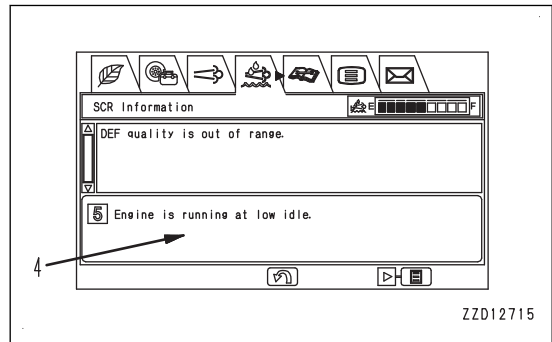 SCR Information
E F
DEF quality is out of range.
5 Engine is running at low idle.
4
ZZD12715